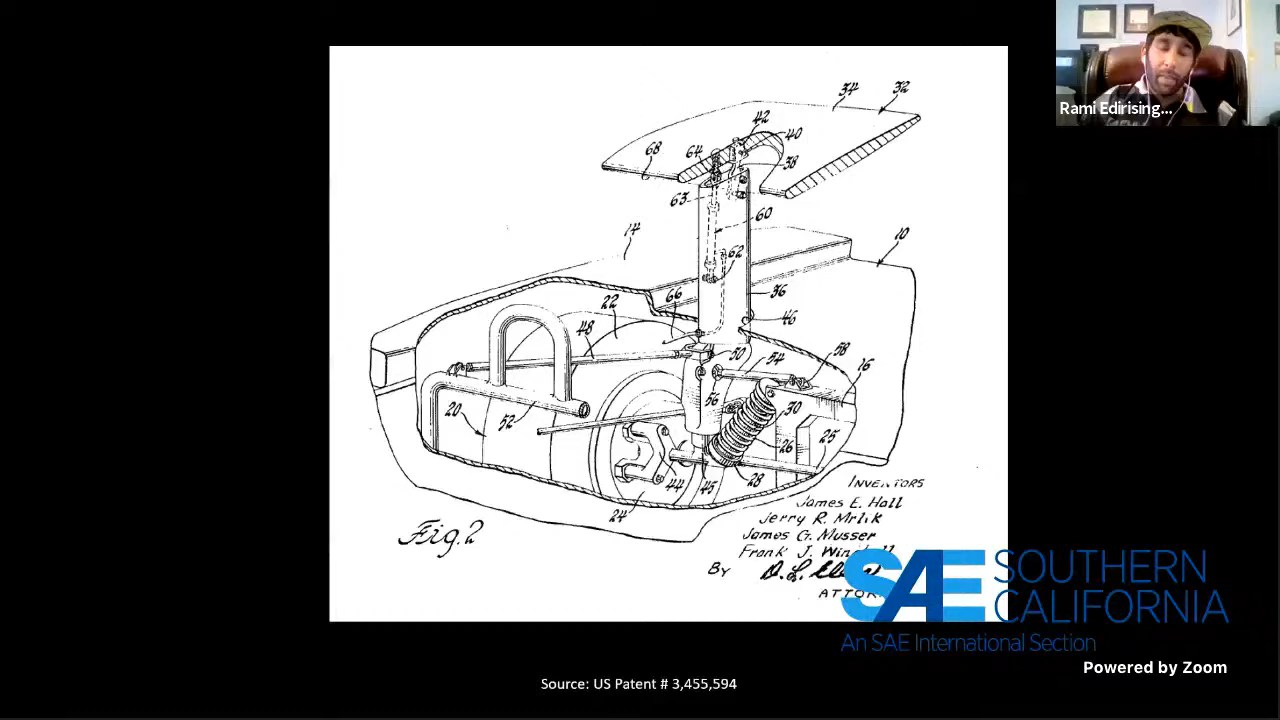 Rami Edirising...
34
32
42
40
64
68
38
63
60
14
10
62
36
66
22
46
48
50
58
54
16
56
52
30
20
26
25
28
44
45
24
INVENTORS
James E. Hall
Jerry R. Mrlik
James G. Musser
Frank J.
Fig. 2
By
SAE SOUTHERN
CALIFORNIA
An SAE International Section
Powered by Zoom
Source: US Patent # 3,455,594